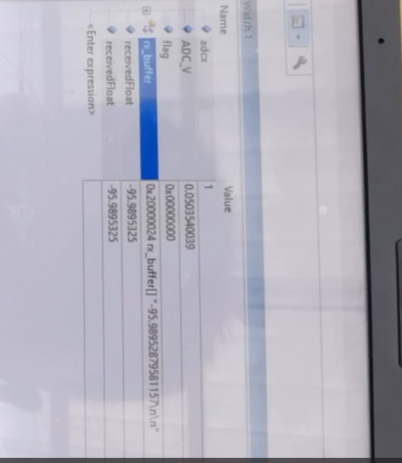 Watch 1
Name Value
adcx 1
ADC_V 0.0503540039
flag 0x00000000
rx_buffer 0x20000024 rx_buffer[] "-95.98952879581157\n\n"
receivedFloat -95.9895325
receivedFloat -95.9895325
<Enter expression>